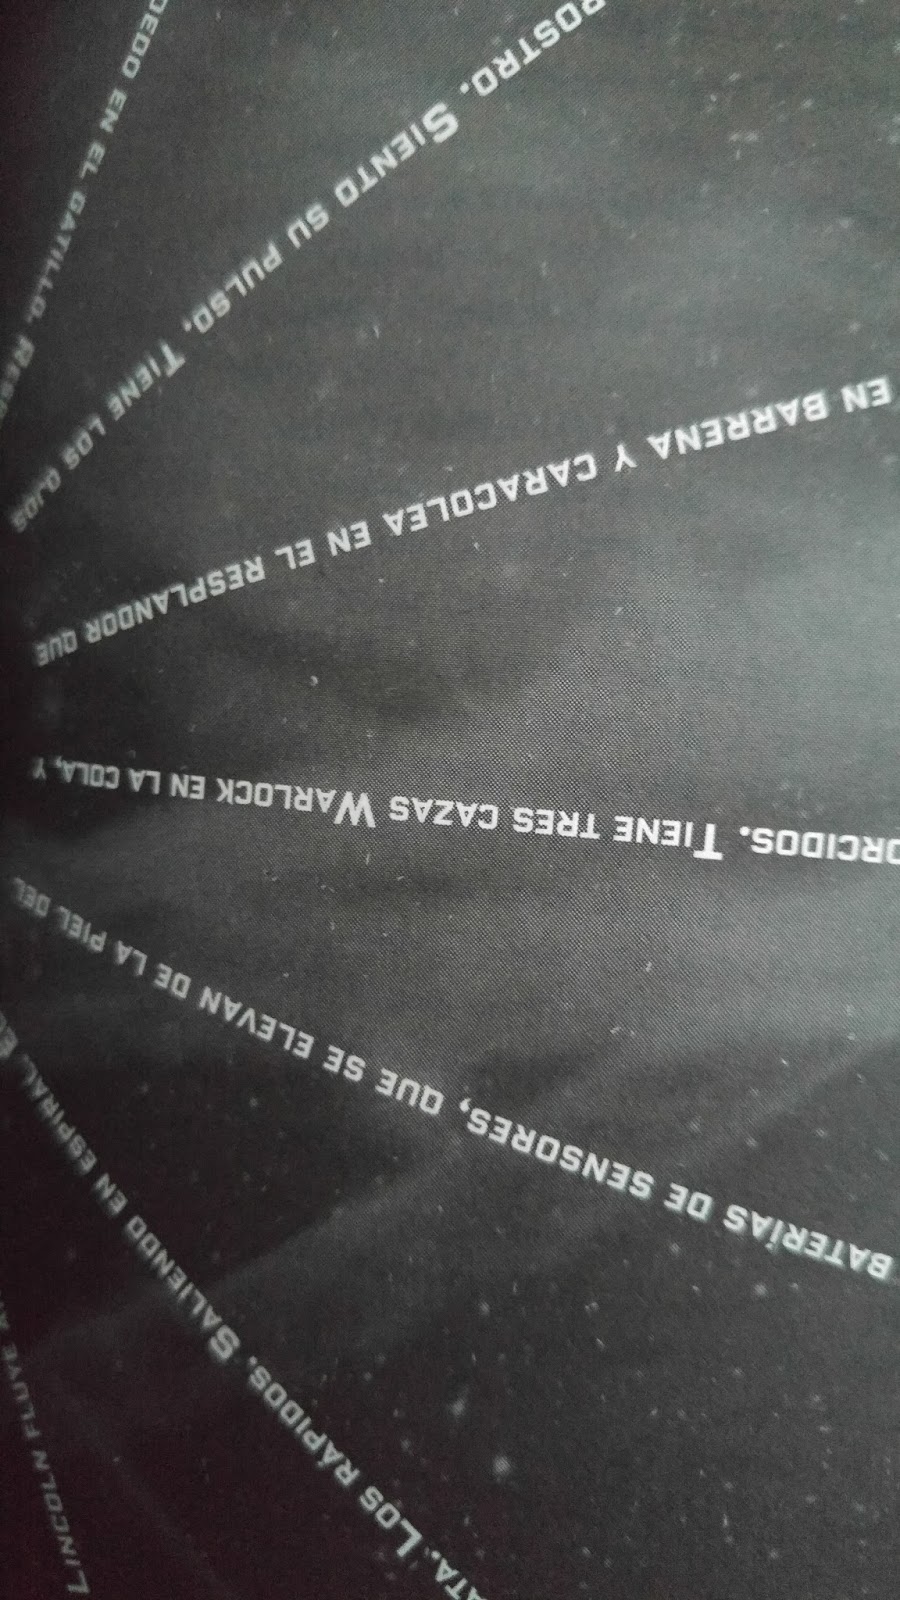 Lincoln fluye
Los rápidos. Saliendo en espiral.
baterías de sensores, que se elevan de la piel del
orcidos. Tiene tres cazas Warlock en la cola, y
en barrena y caracolea en el resplandor que
rostro. Siento su pulso. Tiene los ojos
dedo en el gatillo.